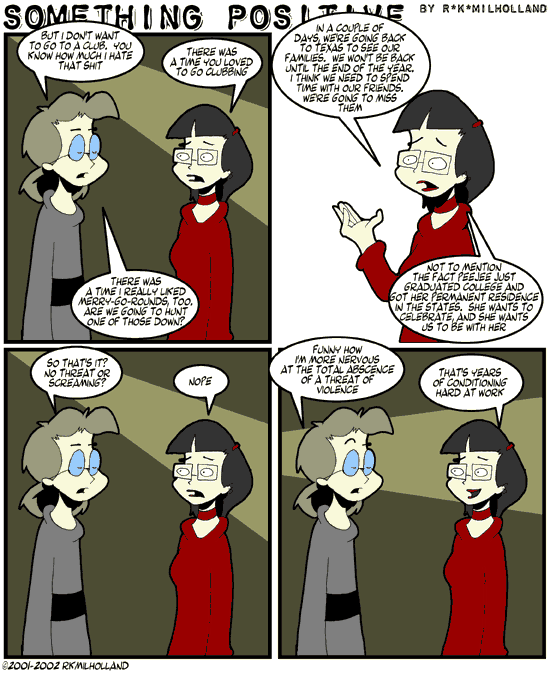 SOMETHING POSITIVE
BY R*K*MILHOLLAND
BUT I DON'T WANT
TO GO TO A CLUB. YOU
KNOW HOW MUCH I HATE
THAT SHIT
THERE WAS
A TIME YOU LOVED
TO GO CLUBBING
THERE WAS
A TIME I REALLY LIKED
MERRY-GO-ROUNDS, TOO.
ARE WE GOING TO HUNT
ONE OF THOSE DOWN?
IN A COUPLE OF
DAYS, WE'RE GOING BACK
TO TEXAS TO SEE OUR
FAMILIES. WE WON'T BE BACK
UNTIL THE END OF THE YEAR.
I THINK WE NEED TO SPEND
TIME WITH OUR FRIENDS.
WE'RE GOING TO MISS
THEM
NOT TO MENTION
THE FACT PEEJEE JUST
GRADUATED COLLEGE AND
GOT HER PERMANENT RESIDENCE
IN THE STATES. SHE WANTS TO
CELEBRATE, AND SHE WANTS
US TO BE WITH HER
SO THAT'S IT?
NO THREAT OR
SCREAMING?
NOPE
FUNNY HOW
I'M MORE NERVOUS
AT THE TOTAL ABSCENCE
OF A THREAT OF
VIOLENCE
THAT'S YEARS
OF CONDITIONING
HARD AT WORK
©2001-2002 RKMILHOLLAND